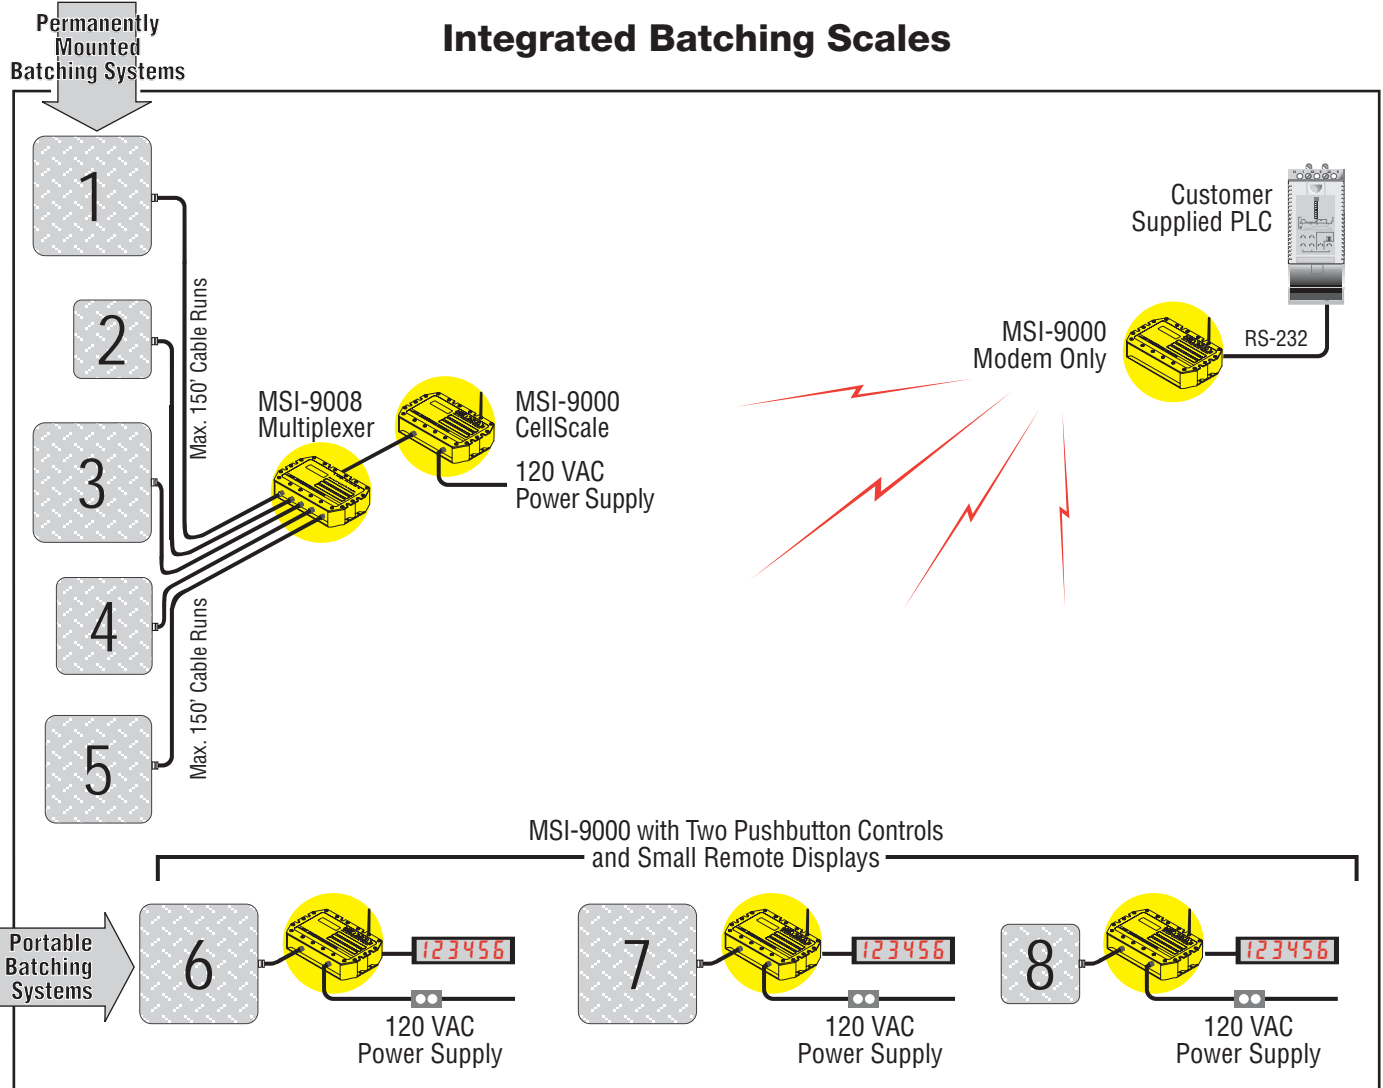 Permanently
Mounted
Batching Systems
Integrated Batching Scales
1
2
3
4
5
Max. 150' Cable Runs
Max. 150' Cable Runs
MSI-9008
Multiplexer
MSI-9000
CellScale
120 VAC
Power Supply
Customer
Supplied PLC
MSI-9000
Modem Only
RS-232
MSI-9000 with Two Pushbutton Controls
and Small Remote Displays
Portable
Batching
Systems
6
123456
120 VAC
Power Supply
7
123456
120 VAC
Power Supply
8
123456
120 VAC
Power Supply